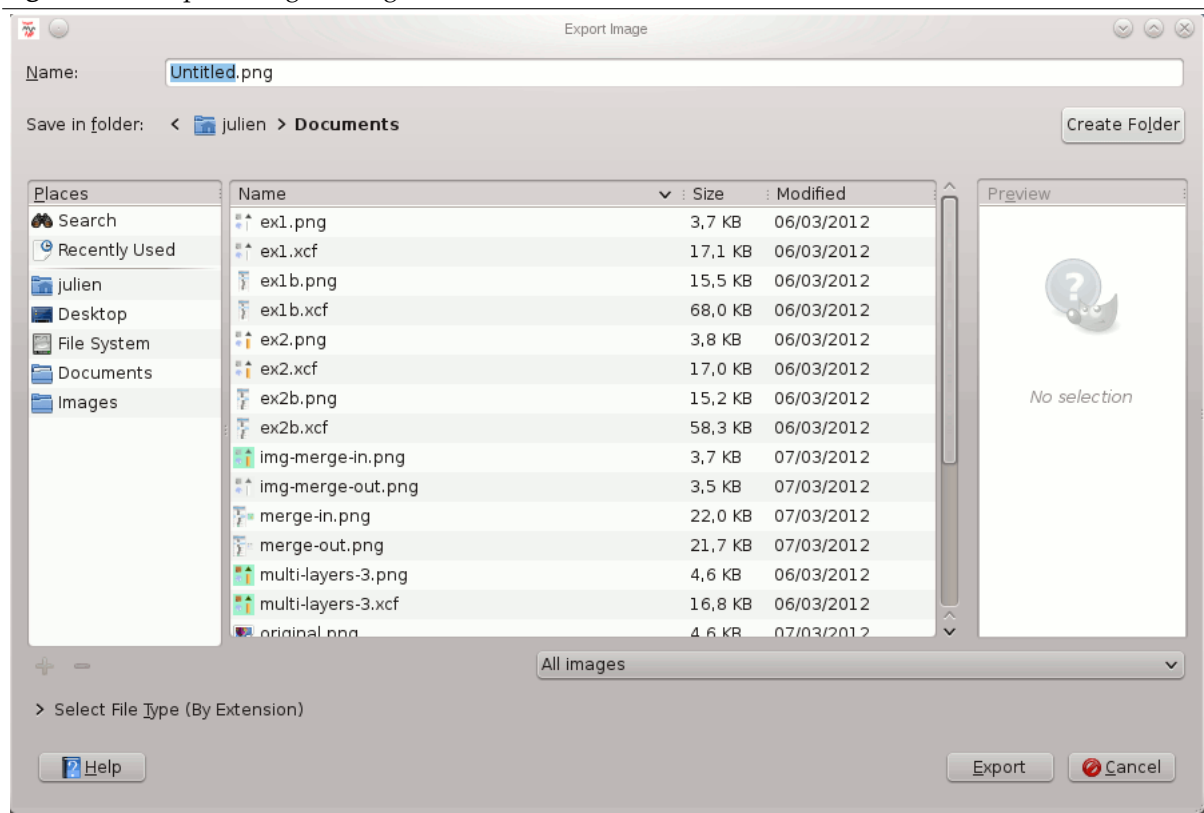 Export Image
Name: Untitled.png
Save in folder: < julien > Documents Create Folder
Places Name Size Modified Preview
Search ex1.png 3,7 KB 06/03/2012
Recently Used ex1.xcf 17,1 KB 06/03/2012
julien ex1b.png 15,5 KB 06/03/2012
Desktop ex1b.xcf 68,0 KB 06/03/2012
File System ex2.png 3,8 KB 06/03/2012
Documents ex2.xcf 17,0 KB 06/03/2012
Images ex2b.png 15,2 KB 06/03/2012 No selection
ex2b.xcf 58,3 KB 06/03/2012
img-merge-in.png 3,7 KB 07/03/2012
img-merge-out.png 3,5 KB 07/03/2012
merge-in.png 22,0 KB 07/03/2012
merge-out.png 21,7 KB 07/03/2012
multi-layers-3.png 4,6 KB 06/03/2012
multi-layers-3.xcf 16,8 KB 06/03/2012
original.png 4,6 KB 07/03/2012
All images
> Select File Type (By Extension)
Help Export Cancel